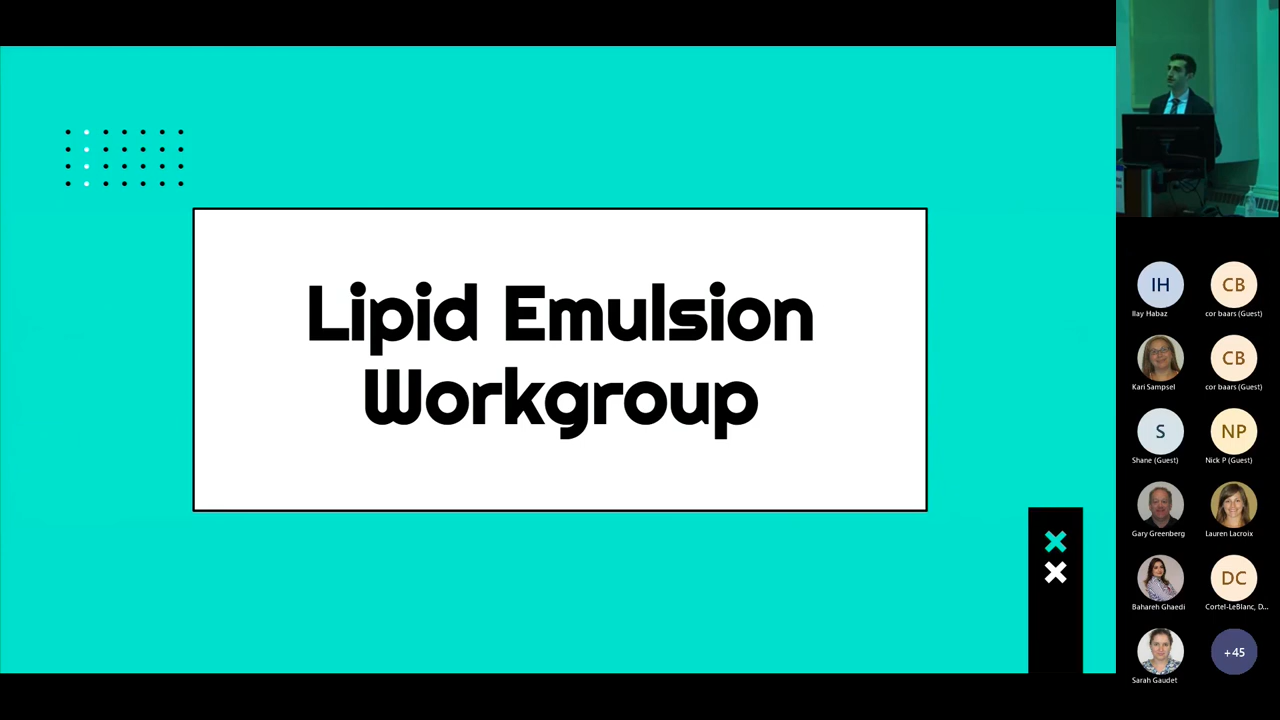 Lipid Emulsion
Workgroup
IH
CB
Ilay Habaz
cor baars (Guest)
CB
Kari Sampsel
cor baars (Guest)
S
NP
Shane (Guest)
Nick P (Guest)
Gary Greenberg
Lauren Lacroix
DC
Bahareh Ghaedi
Cortel-LeBlanc, D...
+45
Sarah Gaudet